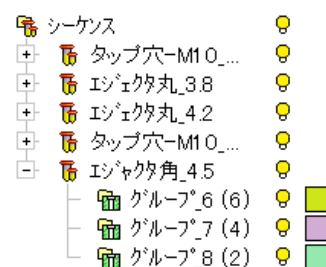 シーケンス
タップ穴-M10_...
エジェクタ丸_3.8
エジェクタ丸_4.2
タップ穴-M10_...
エジャクタ角_4.5
グループ_6 (6)
グループ_7 (4)
グループ_8 (2)